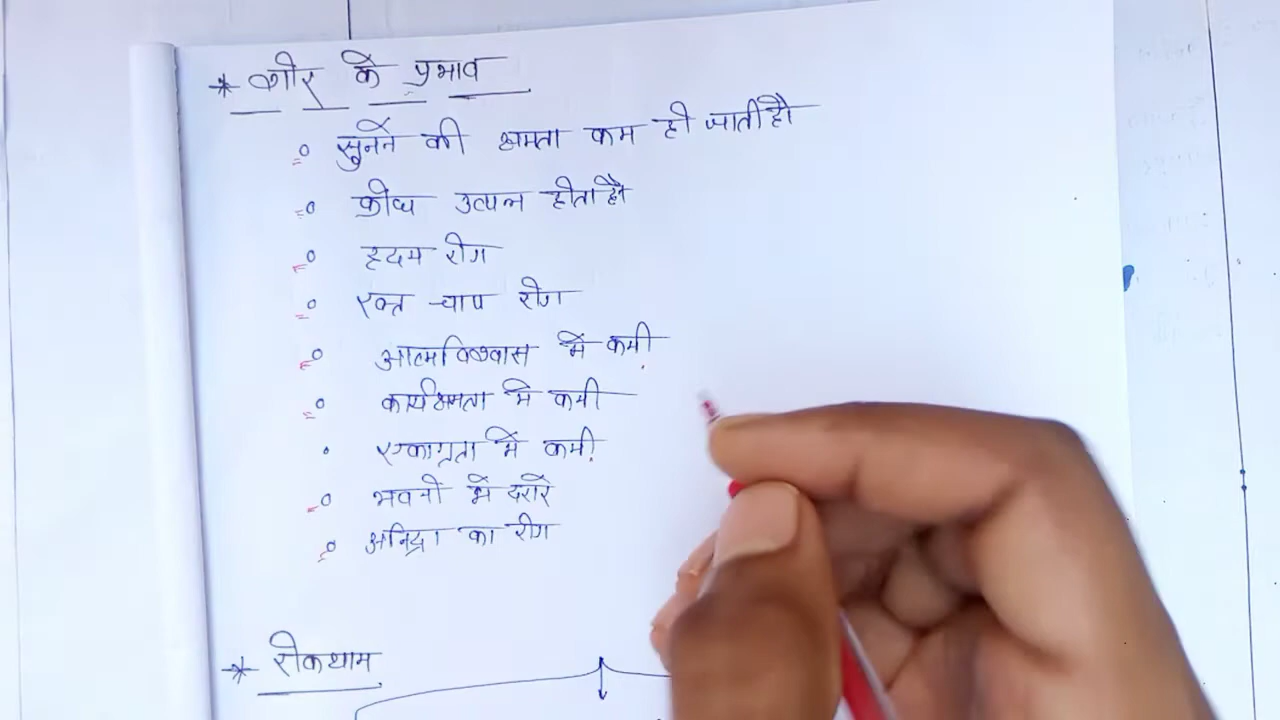 * शोर के प्रभाव
सुनने की क्षमता कम हो जाती है।
क्रोध उत्पन्न होता है।
हृदय रोग
रक्त चाप रोग
आत्मविश्वास में कमी
कार्यक्षमता में कमी
एकाग्रता में कमी
भवनों में दरारें
अनिद्रा का रोग
* रोकथाम